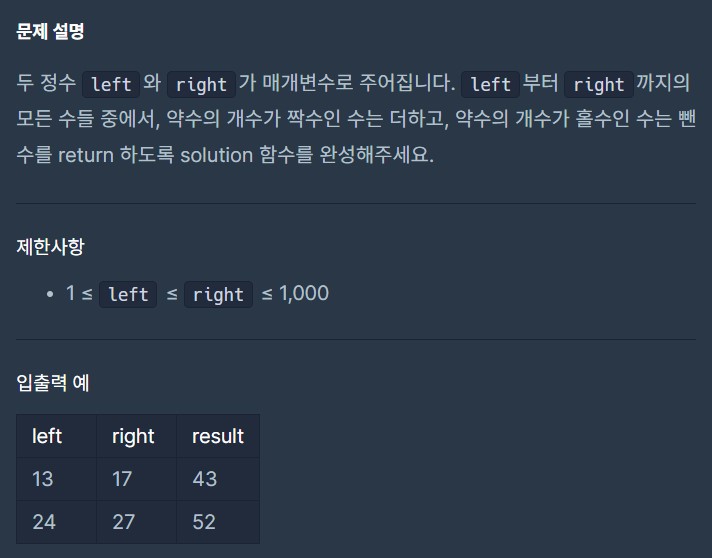 문제 설명
두 정수 left 와 right 가 매개변수로 주어집니다. left 부터 right 까지의
모든 수들 중에서, 약수의 개수가 짝수인 수는 더하고, 약수의 개수가 홀수인 수는 뺀
수를 return 하도록 solution 함수를 완성해주세요.
제한사항
• 1 ≤ left ≤ right ≤ 1,000
입출력 예
left right result
13 17 43
24 27 52